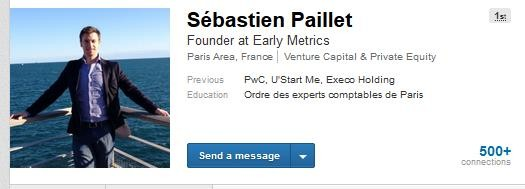 Sébastien Paillet
1st
Founder at Early Metrics
Paris Area, France | Venture Capital & Private Equity
Previous PwC, U'Start Me, Execo Holding
Education Ordre des experts comptables de Paris
Send a message
500+
connections